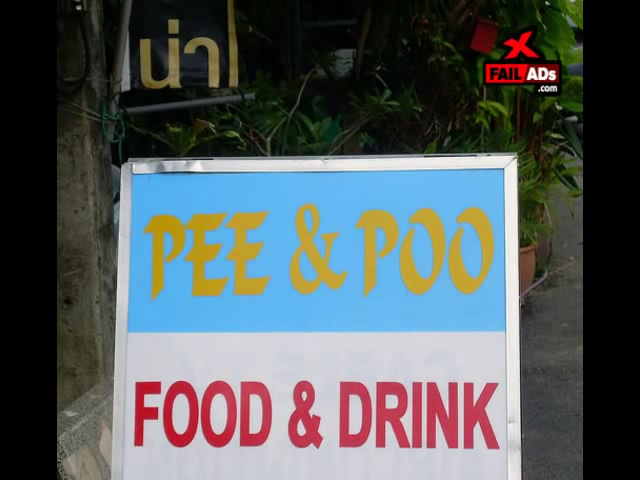 น่า
X
FAIL ADs
.com
PEE & POO
FOOD & DRINK